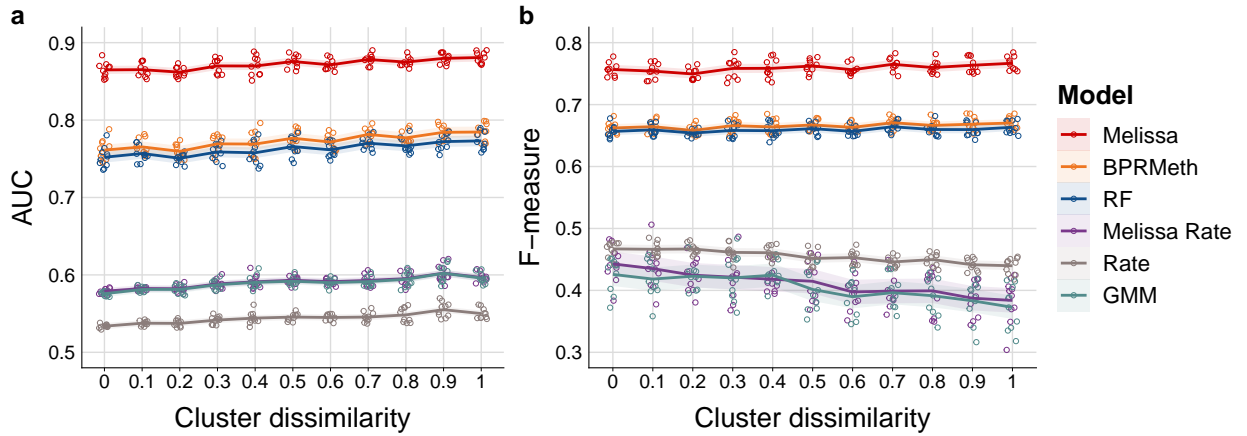 a
AUC
0.9
0.8
0.7
0.6
0.5
0 0.1 0.2 0.3 0.4 0.5 0.6 0.7 0.8 0.9 1
Cluster dissimilarity
b
F−measure
0.8
0.7
0.6
0.5
0.4
0.3
0 0.1 0.2 0.3 0.4 0.5 0.6 0.7 0.8 0.9 1
Cluster dissimilarity
Model
Melissa
BPRMeth
RF
Melissa Rate
Rate
GMM